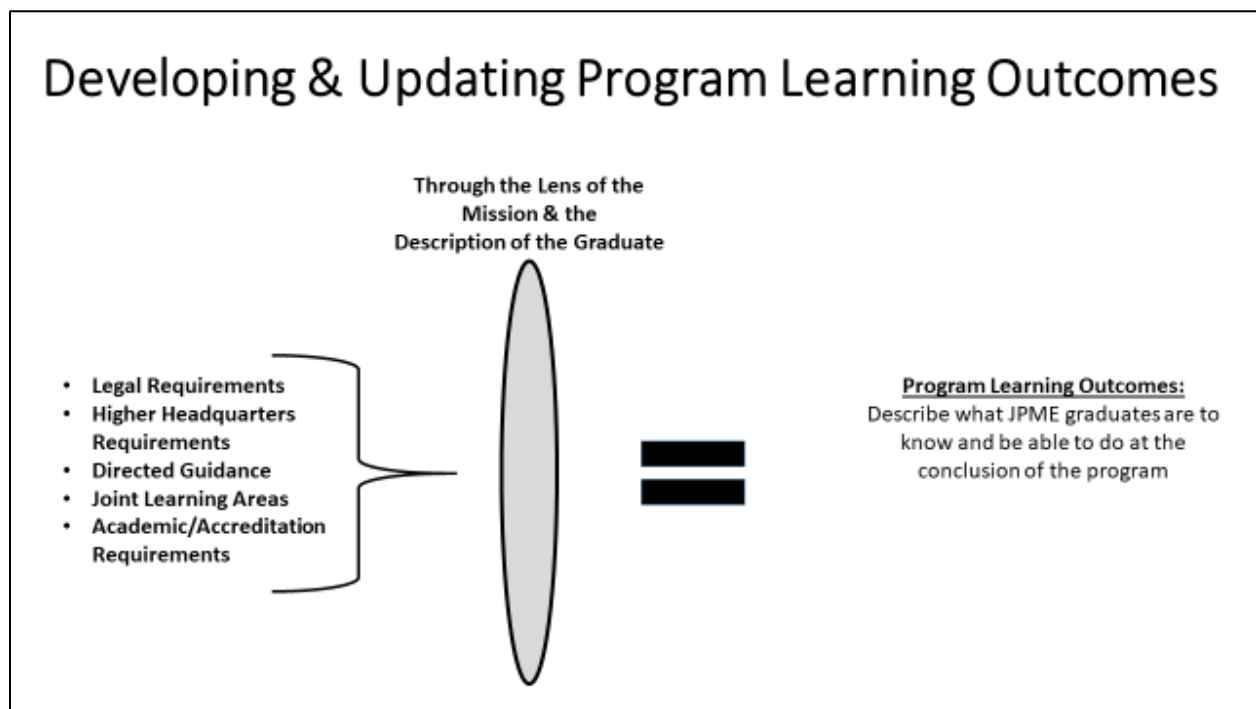 Developing & Updating Program Learning Outcomes
Through the Lens of the
Mission & the
Description of the Graduate
• Legal Requirements
• Higher Headquarters
Requirements
• Directed Guidance
• Joint Learning Areas
• Academic/Accreditation
Requirements
Program Learning Outcomes:
Describe what JPME graduates are to
know and be able to do at the
conclusion of the program